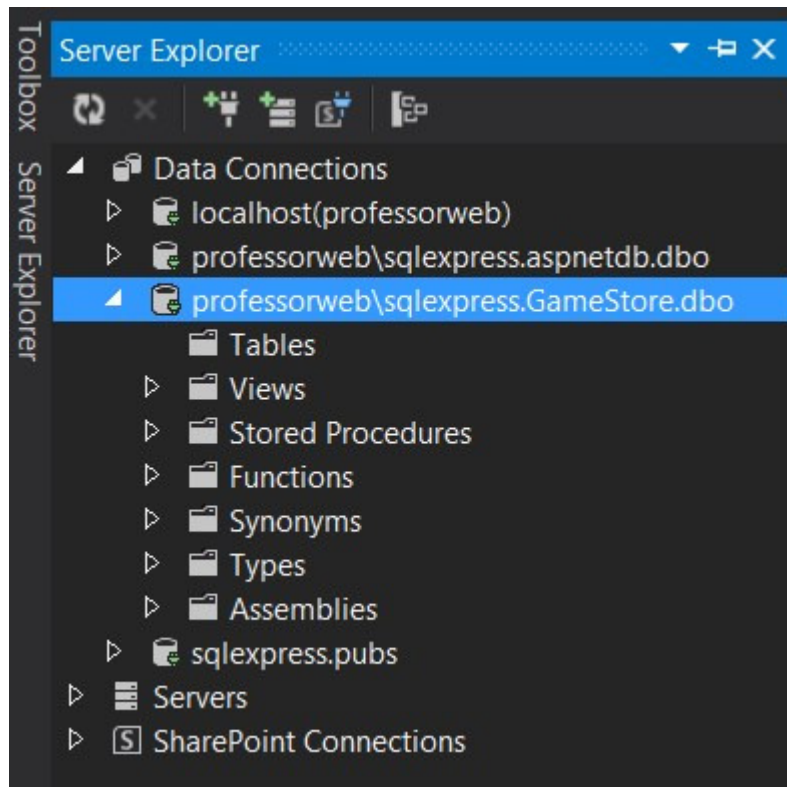 Toolbox
Server Explorer
Server Explorer
Data Connections
localhost(professorweb)
professorweb\sqlexpress.aspnetdb.dbo
professorweb\sqlexpress.GameStore.dbo
Tables
Views
Stored Procedures
Functions
Synonyms
Types
Assemblies
sqlexpress.pubs
Servers
SharePoint Connections